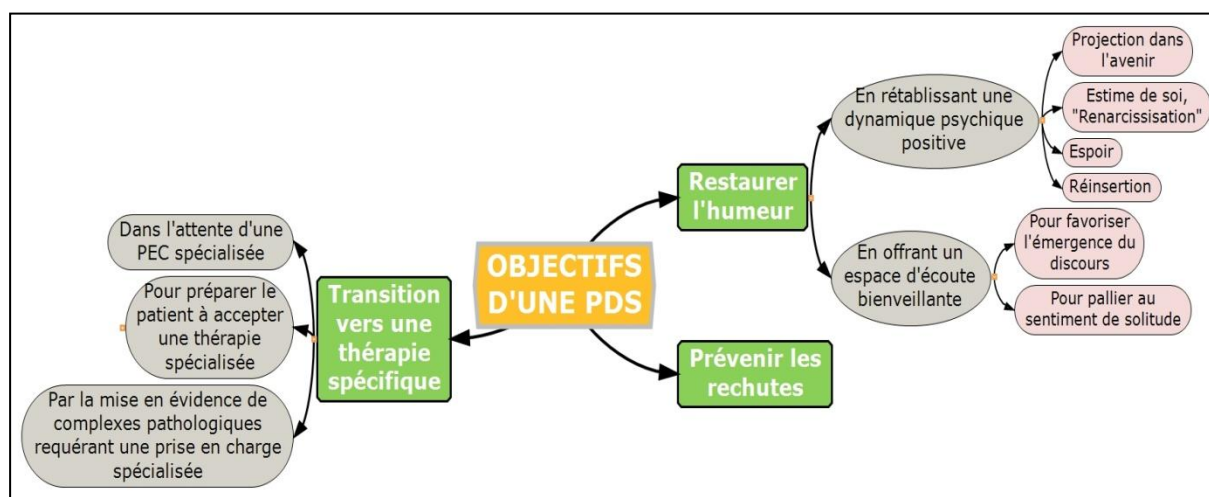 OBJECTIFS
D'UNE PDS
Restaurer
l'humeur
En rétablissant une
dynamique psychique
positive
Projection dans
l'avenir
Estime de soi,
"Renarcissisation"
Espoir
Réinsertion
En offrant un
espace d'écoute
bienveillante
Pour favoriser
l'émergence du
discours
Pour pallier au
sentiment de solitude
Prévenir les
rechutes
Transition
vers une
thérapie
spécifique
Dans l'attente d'une
PEC spécialisée
Pour préparer le
patient à accepter
une thérapie
spécialisée
Par la mise en évidence de
complexes pathologiques
requérant une prise en charge
spécialisée